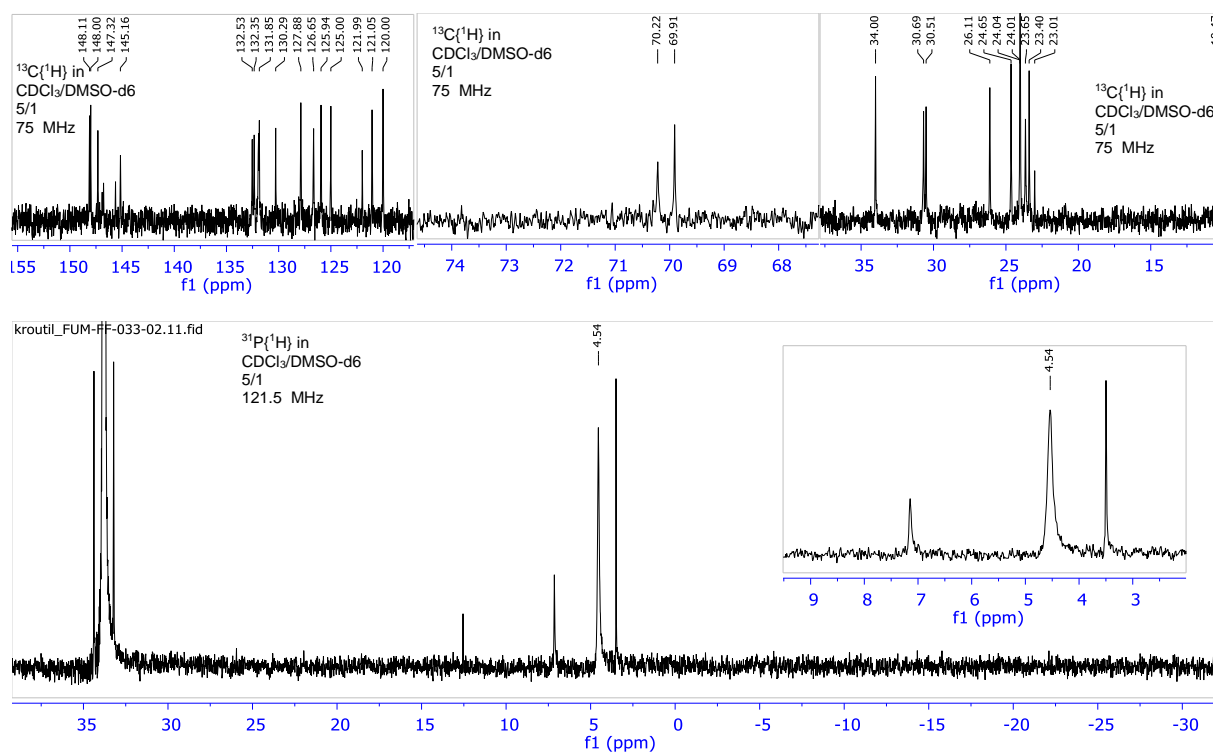 148.11
148.00
147.32
145.16
132.53
132.35
131.85
130.29
127.88
126.65
125.94
125.00
121.99
121.05
120.00
¹³C{¹H} in
CDCl₃/DMSO-d6
5/1
75 MHz
155 150 145 140 135 130 125 120
f1 (ppm)
¹³C{¹H} in
CDCl₃/DMSO-d6
5/1
75 MHz
70.22
69.91
74 73 72 71 70 69 68
f1 (ppm)
34.00
30.69
30.51
26.11
24.65
24.04
24.01
23.65
23.40
23.01
¹³C{¹H} in
CDCl₃/DMSO-d6
5/1
75 MHz
35 30 25 20 15
f1 (ppm)
kroutil_FUM-FF-033-02.11.fid
³¹P{¹H} in
CDCl₃/DMSO-d6
5/1
121.5 MHz
4.54
35 30 25 20 15 10 5 0 -5 -10 -15 -20 -25 -30
f1 (ppm)
4.54
9 8 7 6 5 4 3
f1 (ppm)